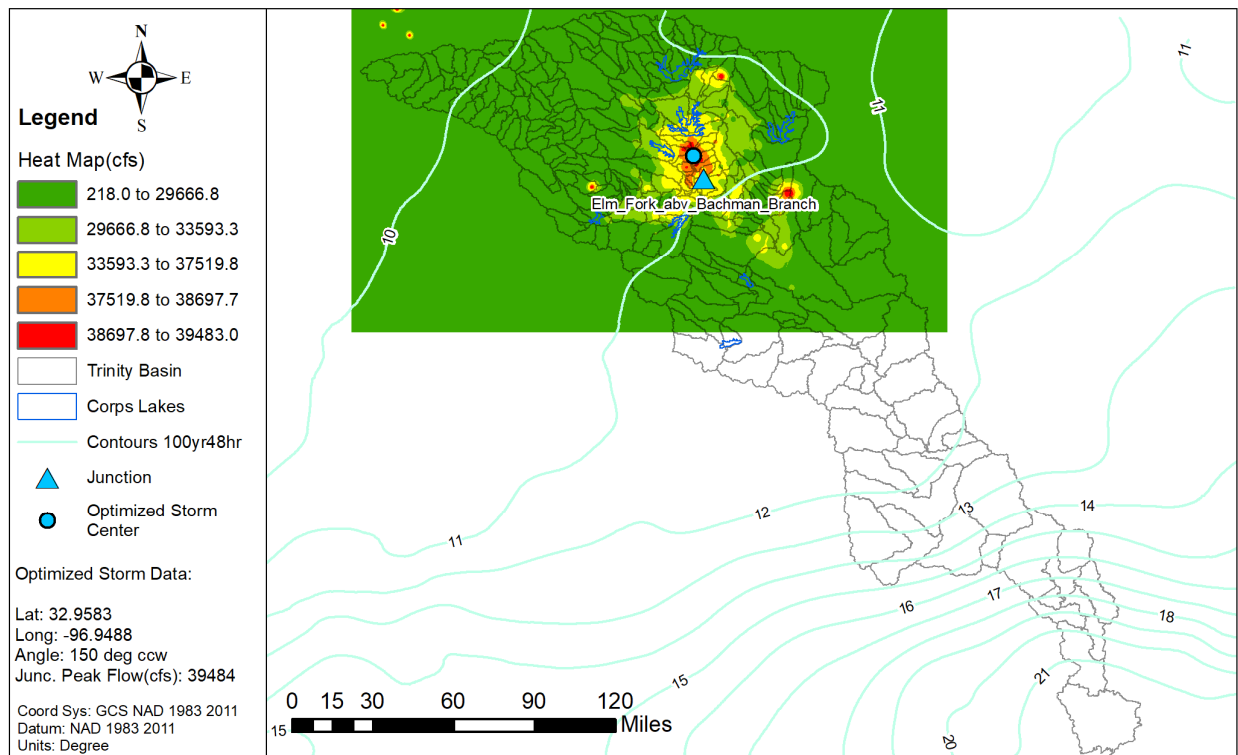 N
W E
S
Legend
Heat Map(cfs)
218.0 to 29666.8
29666.8 to 33593.3
33593.3 to 37519.8
37519.8 to 38697.7
38697.8 to 39483.0
Trinity Basin
Corps Lakes
Contours 100yr48hr
Junction
Optimized Storm
Center
Optimized Storm Data:
Lat: 32.9583
Long: -96.9488
Angle: 150 deg ccw
Junc. Peak Flow(cfs): 39484
Coord Sys: GCS NAD 1983 2011
Datum: NAD 1983 2011
Units: Degree
11
11
Elm_Fork_abv_Bachman_Branch
10
12
13
14
11
16
17
18
15
21
20
15
0 15 30 60 90 120
Miles